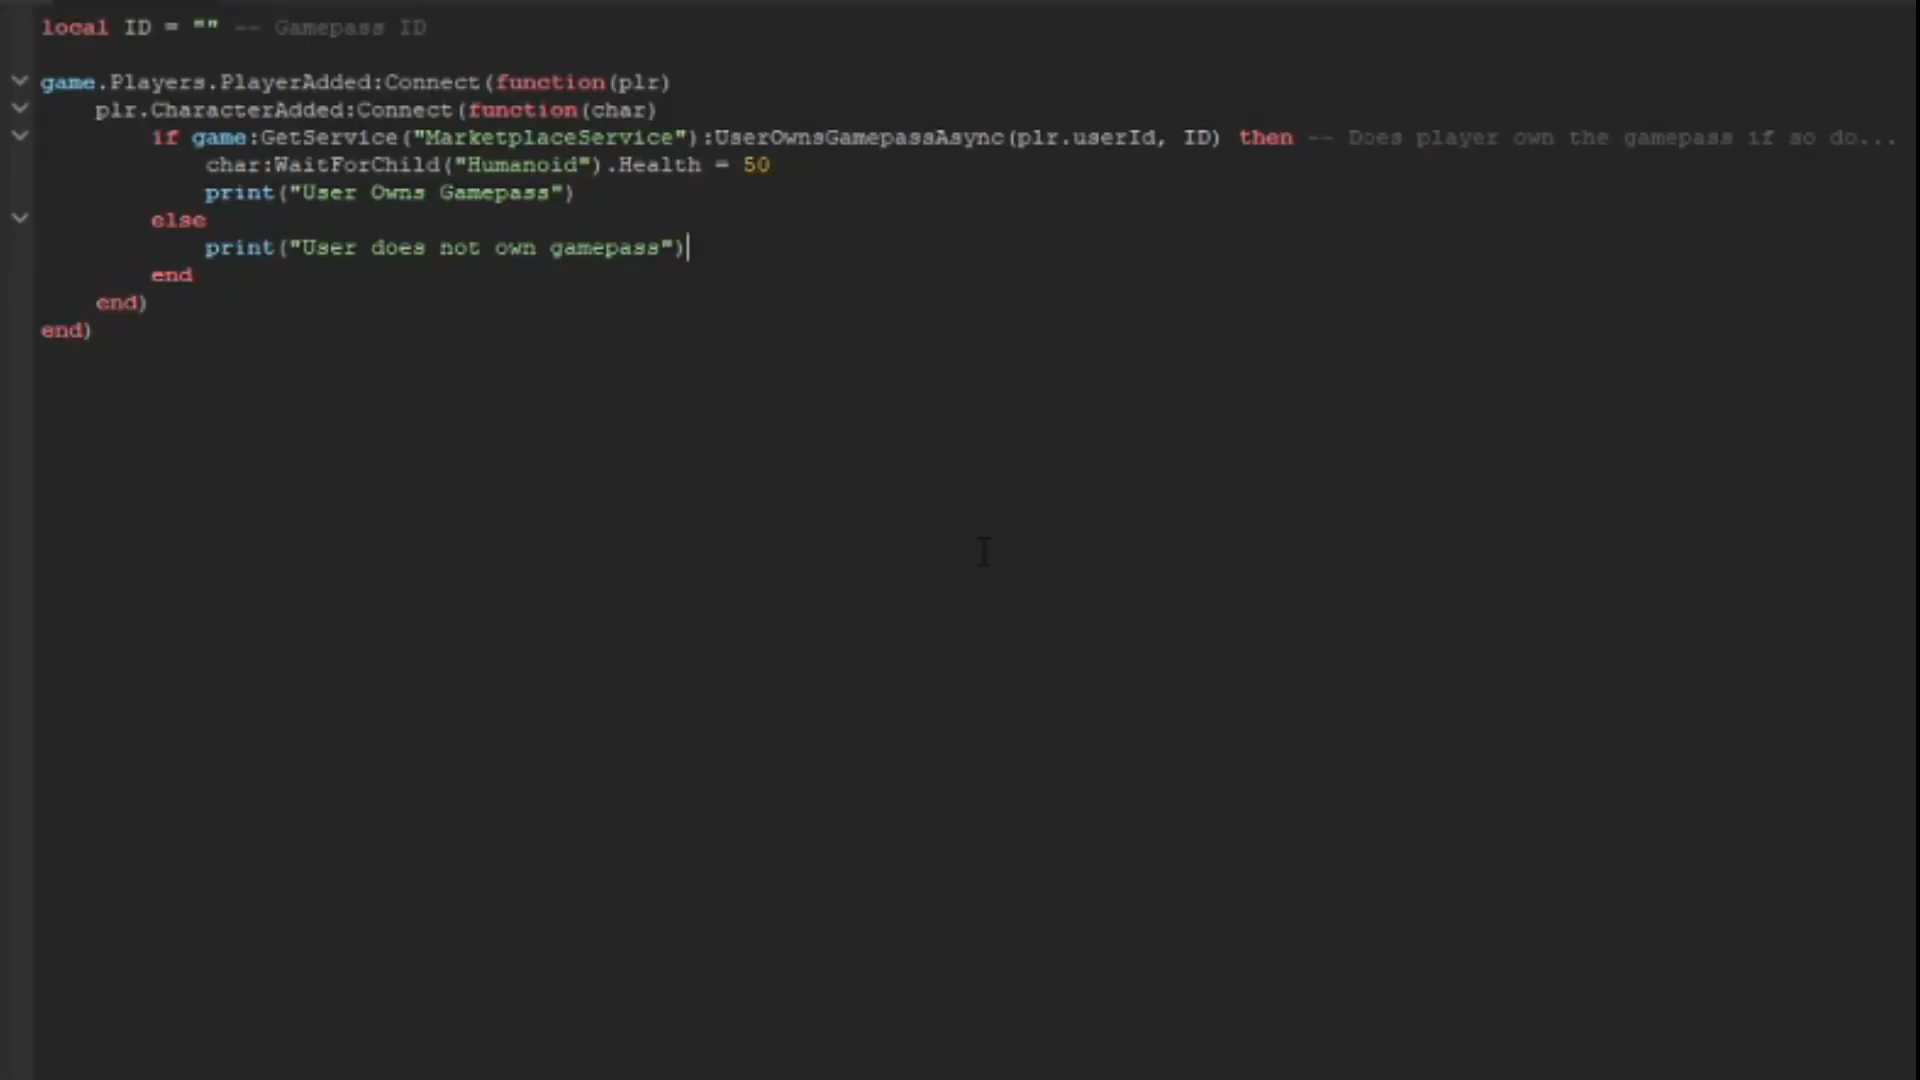 local ID = "" -- Gamepass ID
game.Players.PlayerAdded:Connect(function(plr)
plr.CharacterAdded:Connect(function(char)
if game:GetService("MarketplaceService"):UserOwnsGamepassAsync(plr.userId, ID) then -- Does player own the gamepass if so do...
char:WaitForChild("Humanoid").Health = 50
print("User Owns Gamepass")
else
print("User does not own gamepass")
end
end)
end)